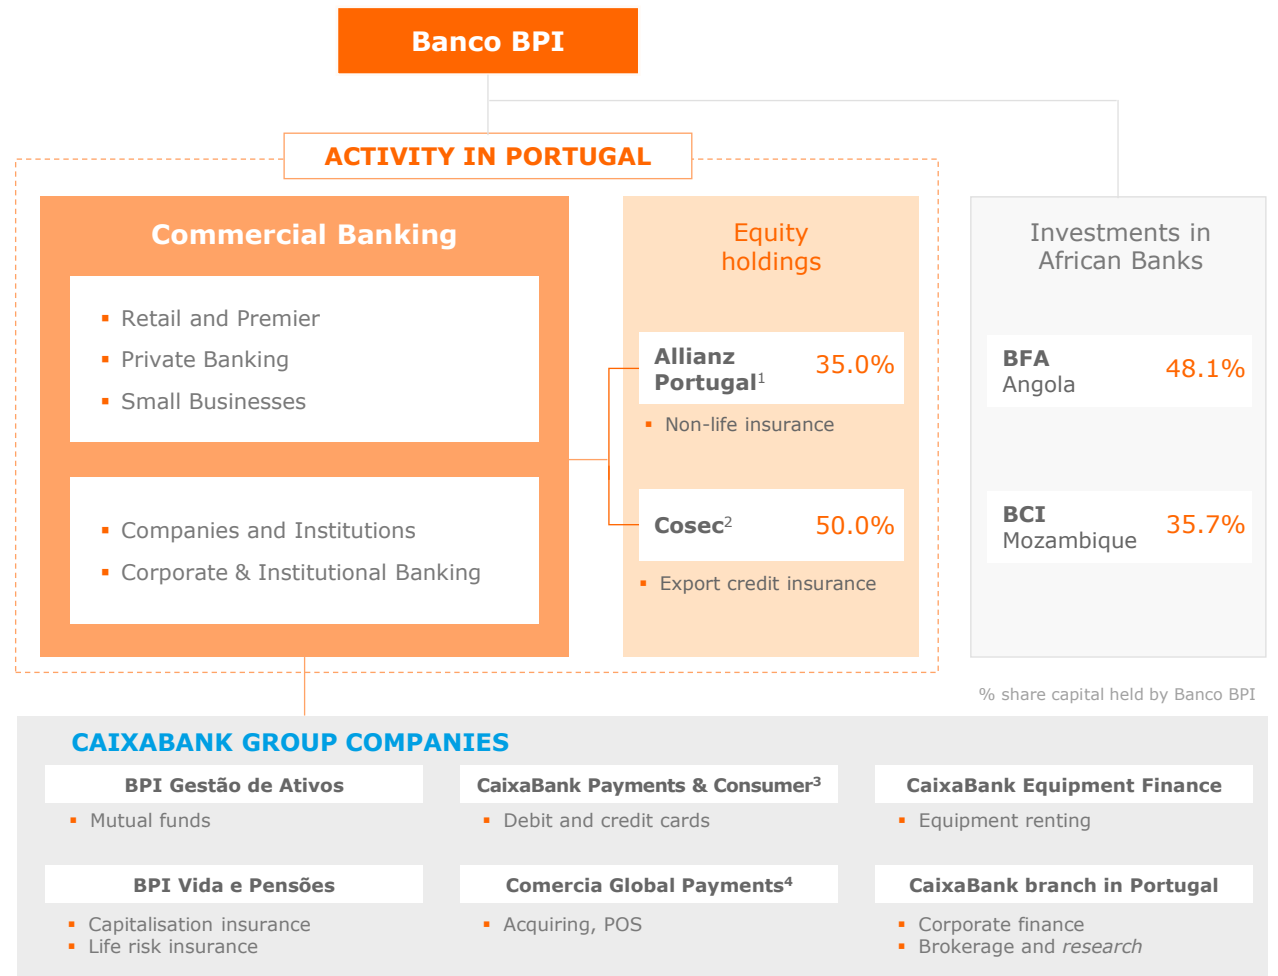 Banco BPI
ACTIVITY IN PORTUGAL
Commercial Banking
▪ Retail and Premier
▪ Private Banking
▪ Small Businesses
▪ Companies and Institutions
▪ Corporate & Institutional Banking
Equity
holdings
Allianz
Portugal¹
35.0%
▪ Non-life insurance
Cosec²
50.0%
▪ Export credit insurance
Investments in
African Banks
BFA
Angola
48.1%
BCI
Mozambique
35.7%
% share capital held by Banco BPI
CAIXABANK GROUP COMPANIES
BPI Gestão de Ativos
▪ Mutual funds
CaixaBank Payments & Consumer³
▪ Debit and credit cards
CaixaBank Equipment Finance
▪ Equipment renting
BPI Vida e Pensões
▪ Capitalisation insurance
▪ Life risk insurance
Comercia Global Payments⁴
▪ Acquiring, POS
CaixaBank branch in Portugal
▪ Corporate finance
▪ Brokerage and research